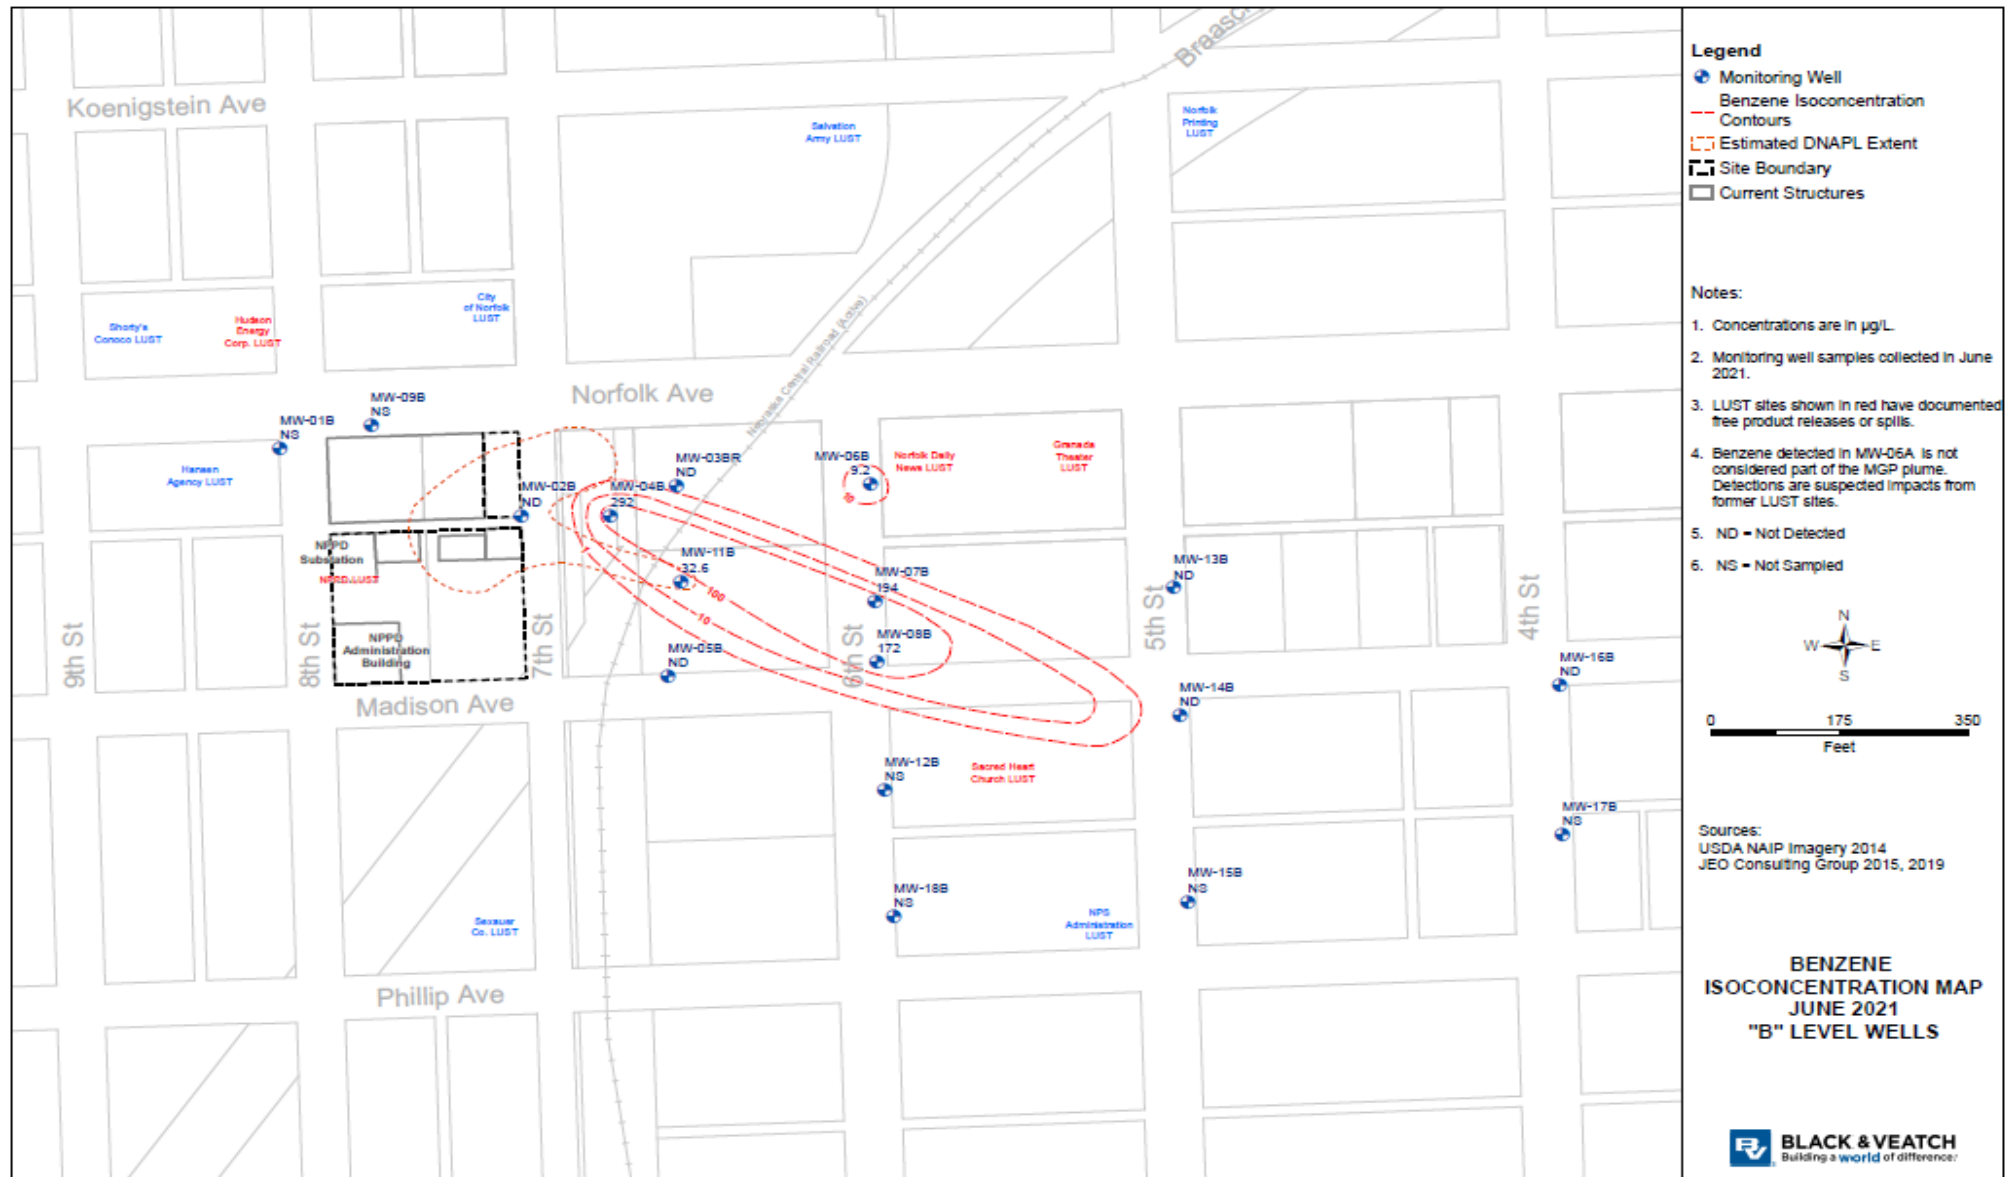 Koenigstein Ave
Salvation
Army LUST
Norfolk
Printing
LUST
Shorty's
Conoco LUST
Hudson
Energy
Corp. LUST
City
of Norfolk
LUST
Nebraska Central Railroad (Active)
Norfolk Ave
MW-09B
NS
MW-01B
NS
Hansen
Agency LUST
MW-02B
ND
MW-04B
292
MW-03BR
ND
MW-06B
9.2
Norfolk Daily
News LUST
Granada
Theater
LUST
NPPD
Substation
NPPD LUST
MW-11B
32.6
100
10
1
MW-07B
194
MW-13B
ND
MW-05B
ND
MW-08B
172
NPPD
Administration
Building
9th St
8th St
7th St
6th St
5th St
4th St
MW-16B
ND
MW-14B
ND
Madison Ave
MW-12B
NS
Sacred Heart
Church LUST
MW-17B
NS
MW-15B
NS
MW-18B
NS
Sexauer
Co. LUST
NPS
Administration
LUST
Phillip Ave
Legend
Monitoring Well
Benzene Isoconcentration
Contours
Estimated DNAPL Extent
Site Boundary
Current Structures
Notes:
1. Concentrations are in µg/L.
2. Monitoring well samples collected in June
2021.
3. LUST sites shown in red have documented
free product releases or spills.
4. Benzene detected in MW-06A is not
considered part of the MGP plume.
Detections are suspected impacts from
former LUST sites.
5. ND = Not Detected
6. NS = Not Sampled
N
W E
S
0 175 350
Feet
Sources:
USDA NAIP Imagery 2014
JEO Consulting Group 2015, 2019
BENZENE
ISOCONCENTRATION MAP
JUNE 2021
"B" LEVEL WELLS
BV
BLACK & VEATCH
Building a world of difference.